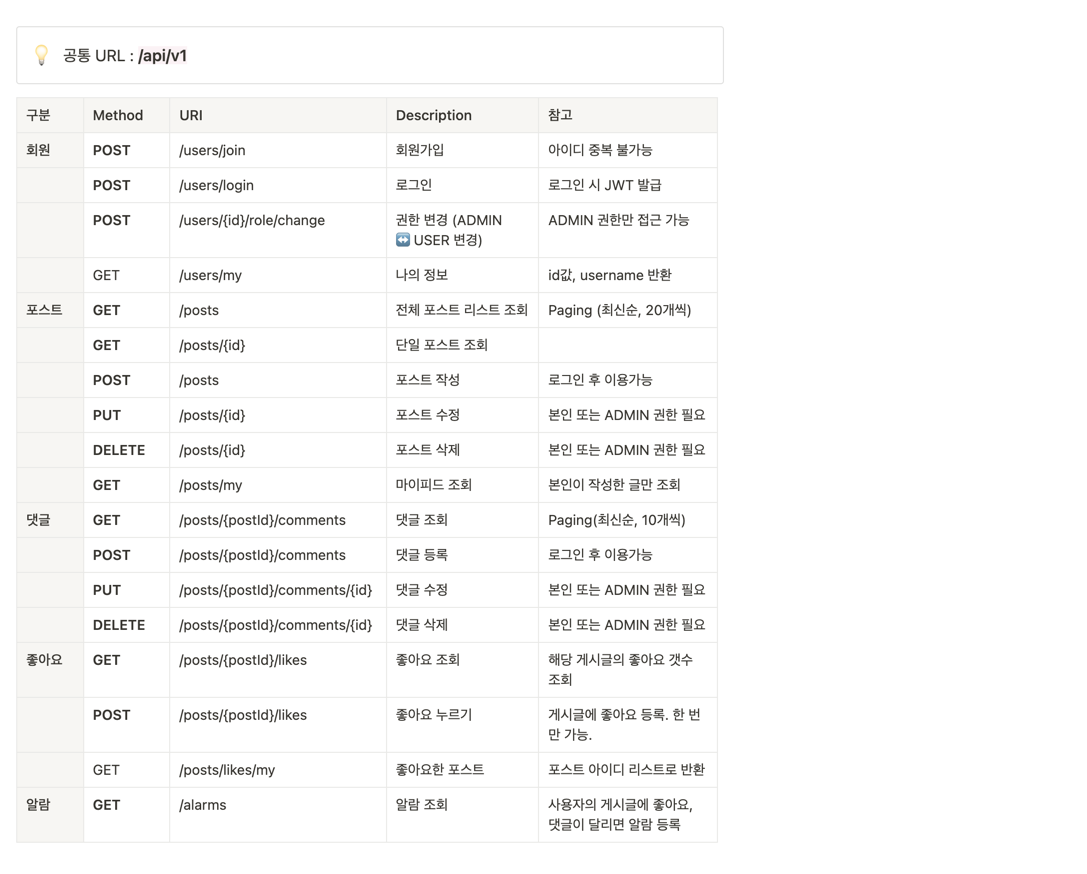 💡 공통 URL : /api/v1
구분 Method URI Description 참고
회원 POST /users/join 회원가입 아이디 중복 불가능
POST /users/login 로그인 로그인 시 JWT 발급
POST /users/{id}/role/change 권한 변경 (ADMIN ADMIN 권한만 접근 가능
↔️ USER 변경)
GET /users/my 나의 정보 id값, username 반환
포스트 GET /posts 전체 포스트 리스트 조회 Paging (최신순, 20개씩)
GET /posts/{id} 단일 포스트 조회
POST /posts 포스트 작성 로그인 후 이용가능
PUT /posts/{id} 포스트 수정 본인 또는 ADMIN 권한 필요
DELETE /posts/{id} 포스트 삭제 본인 또는 ADMIN 권한 필요
GET /posts/my 마이피드 조회 본인이 작성한 글만 조회
댓글 GET /posts/{postId}/comments 댓글 조회 Paging(최신순, 10개씩)
POST /posts/{postId}/comments 댓글 등록 로그인 후 이용가능
PUT /posts/{postId}/comments/{id} 댓글 수정 본인 또는 ADMIN 권한 필요
DELETE /posts/{postId}/comments/{id} 댓글 삭제 본인 또는 ADMIN 권한 필요
좋아요 GET /posts/{postId}/likes 좋아요 조회 해당 게시글의 좋아요 갯수
조회
POST /posts/{postId}/likes 좋아요 누르기 게시글에 좋아요 등록. 한 번
만 가능.
GET /posts/likes/my 좋아요한 포스트 포스트 아이디 리스트로 반환
알람 GET /alarms 알람 조회 사용자의 게시글에 좋아요,
댓글이 달리면 알람 등록